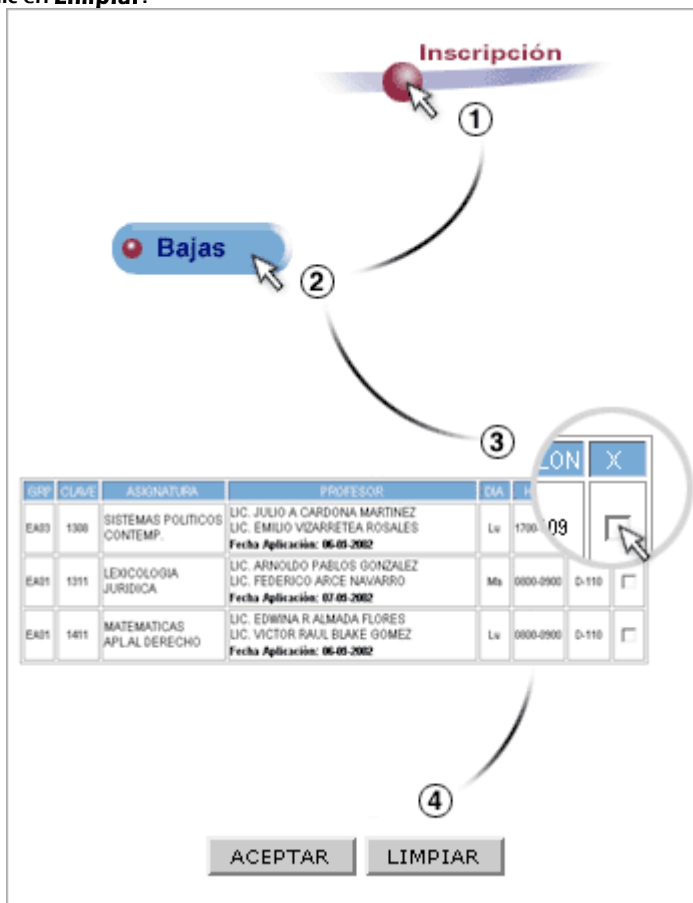 en Limpiar.
Inscripción
1
Bajas
2
3
LON X
GRP CLAVE ASIGNATURA PROFESOR DIA H
EA03 1308 SISTEMAS POLITICOS CONTEMP. LIC. JULIO A CARDONA MARTINEZ Lu 1700- 09
LIC. EMILIO VIZARRETEA ROSALES
Fecha Aplicación: 06-05-2002
EA01 1311 LEXICOLOGIA JURIDICA LIC. ARNOLDO PABLOS GONZALEZ Mb 0800-0900 D-110
LIC. FEDERICO ARCE NAVARRO
Fecha Aplicación: 07-05-2002
EA01 1411 MATEMATICAS APL.AL DERECHO LIC. EDWINA R.ALMADA FLORES Lu 0800-0900 D-110
LIC. VICTOR RAUL BLAKE GOMEZ
Fecha Aplicación: 06-05-2002
4
ACEPTAR LIMPIAR